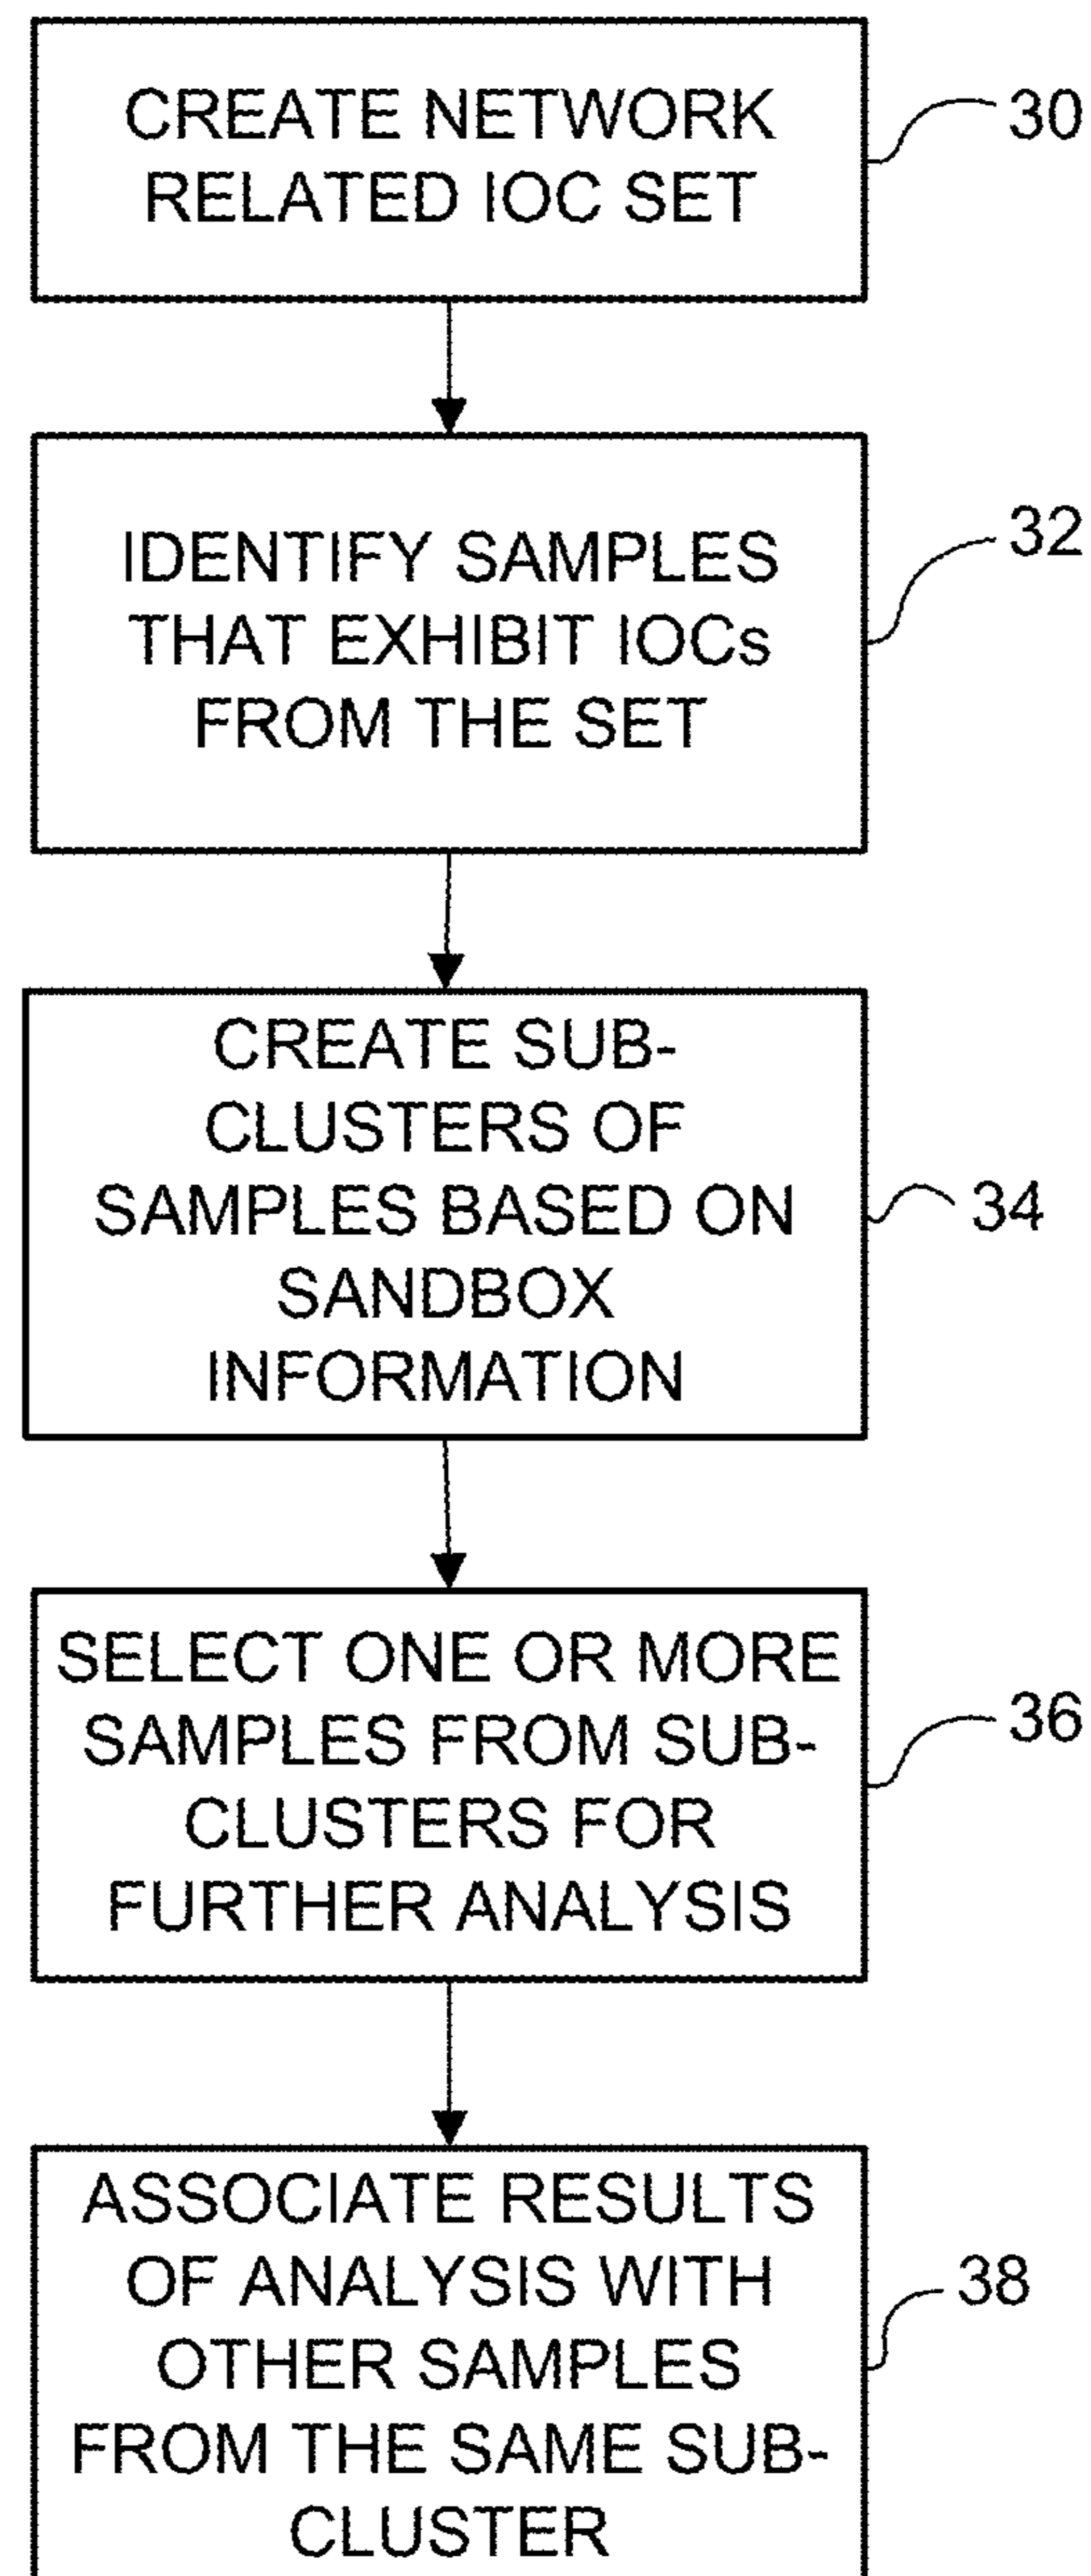 CREATE NETWORK
RELATED IOC SET
30
IDENTIFY SAMPLES
THAT EXHIBIT IOCs
FROM THE SET
32
CREATE SUB-
CLUSTERS OF
SAMPLES BASED ON
SANDBOX
INFORMATION
34
SELECT ONE OR MORE
SAMPLES FROM SUB-
CLUSTERS FOR
FURTHER ANALYSIS
36
ASSOCIATE RESULTS
OF ANALYSIS WITH
OTHER SAMPLES
FROM THE SAME SUB-
CLUSTER
38